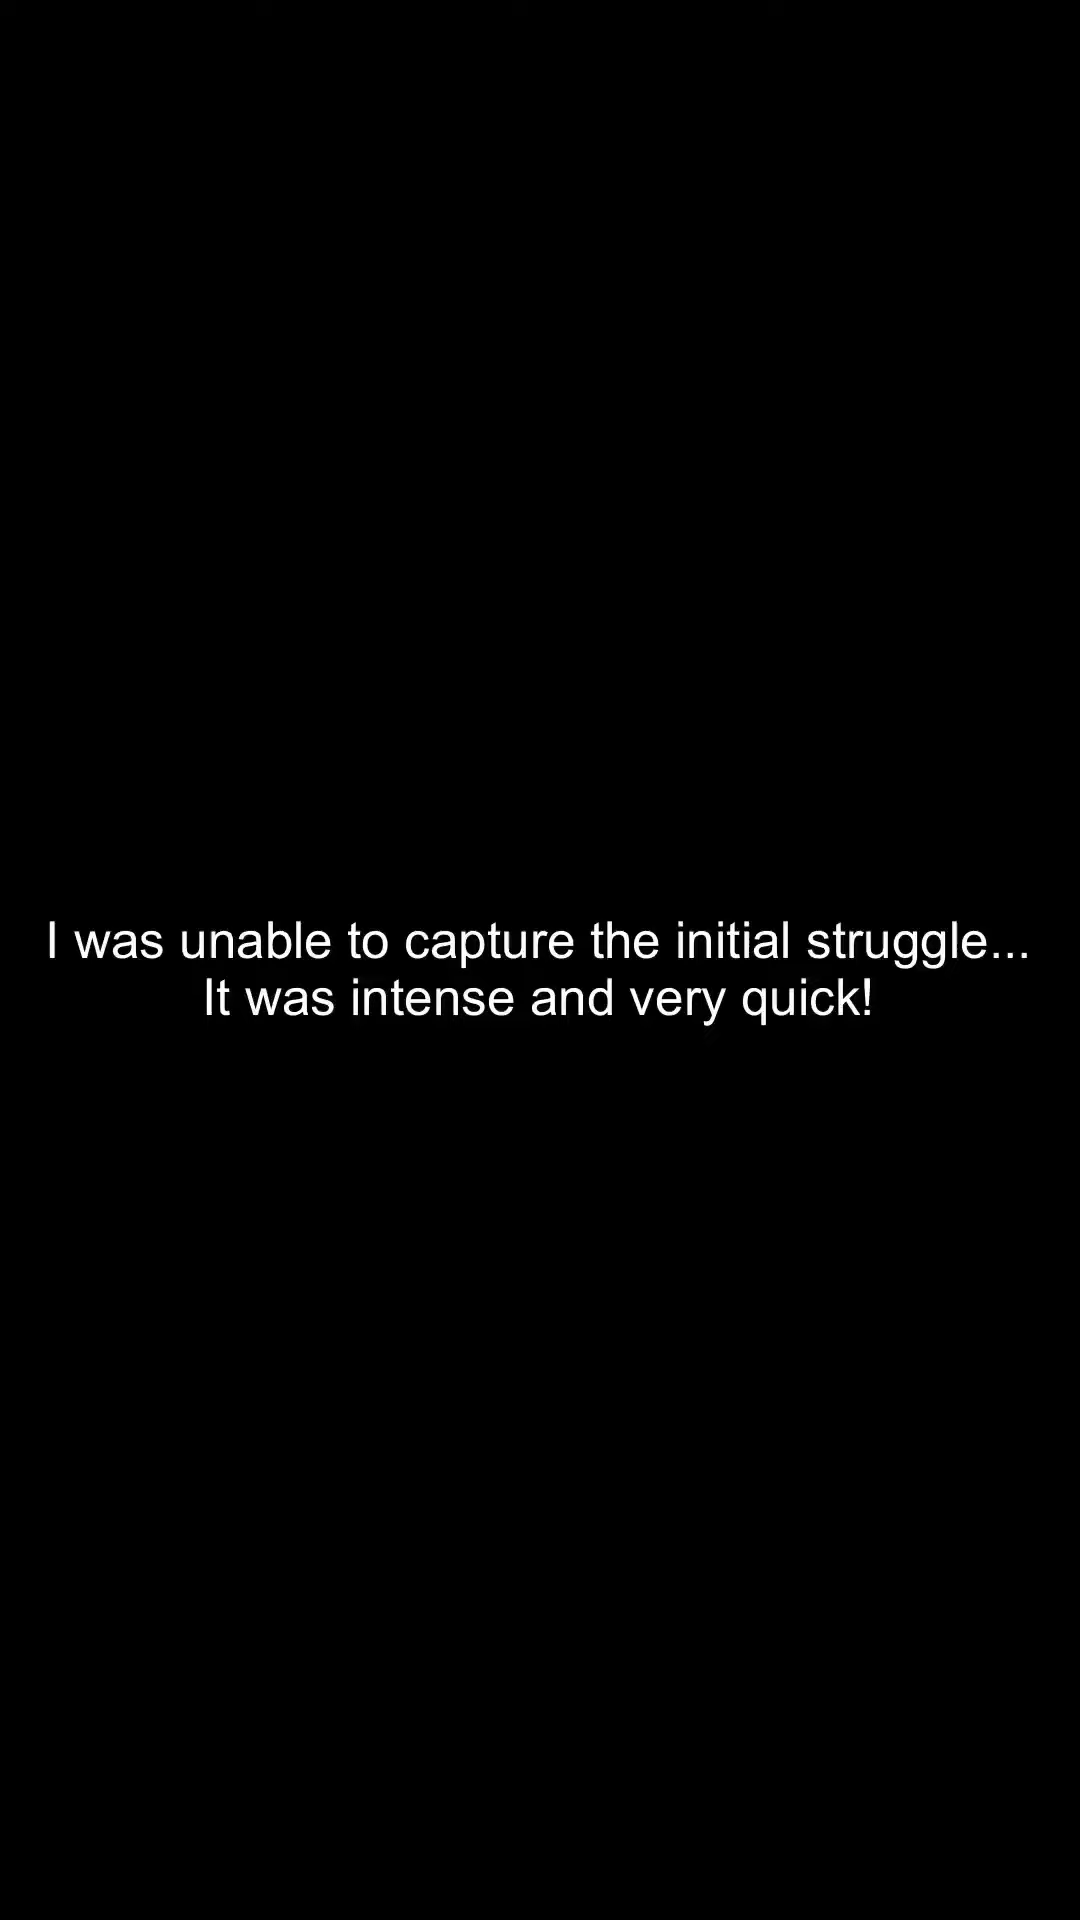 I was unable to capture the initial struggle...
It was intense and very quick!